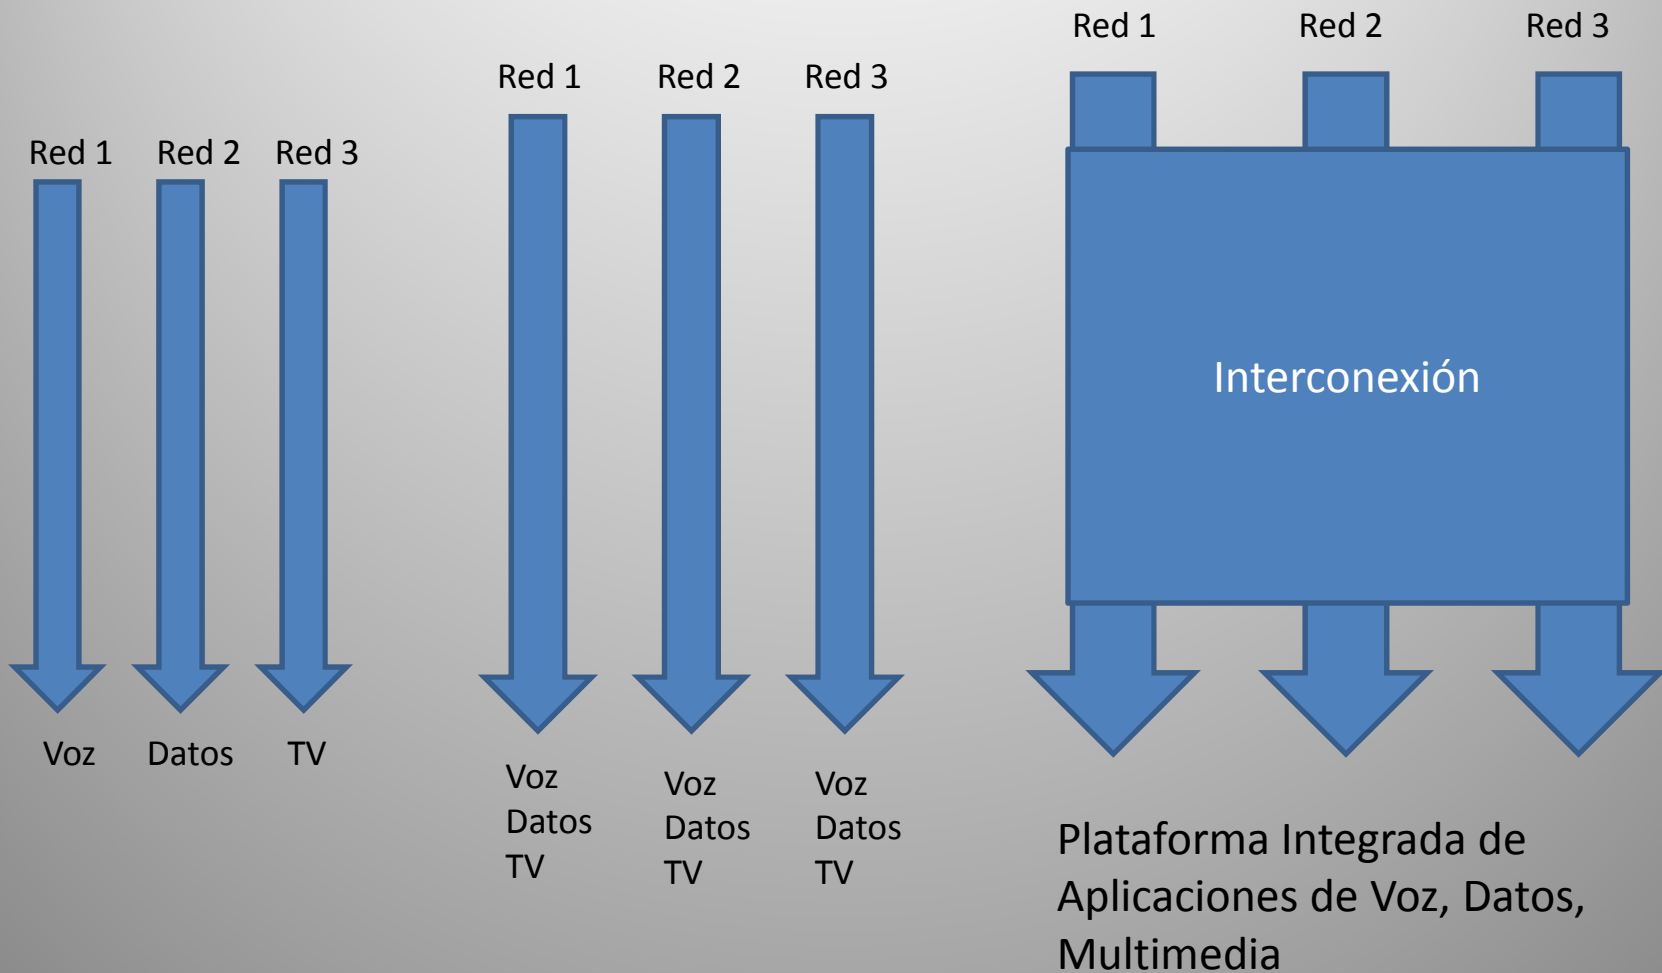 Red 1 Red 2 Red 3
Voz Datos TV
Red 1 Red 2 Red 3
Voz
Datos
TV
Voz
Datos
TV
Voz
Datos
TV
Red 1 Red 2 Red 3
Interconexión
Plataforma Integrada de
Aplicaciones de Voz, Datos,
Multimedia